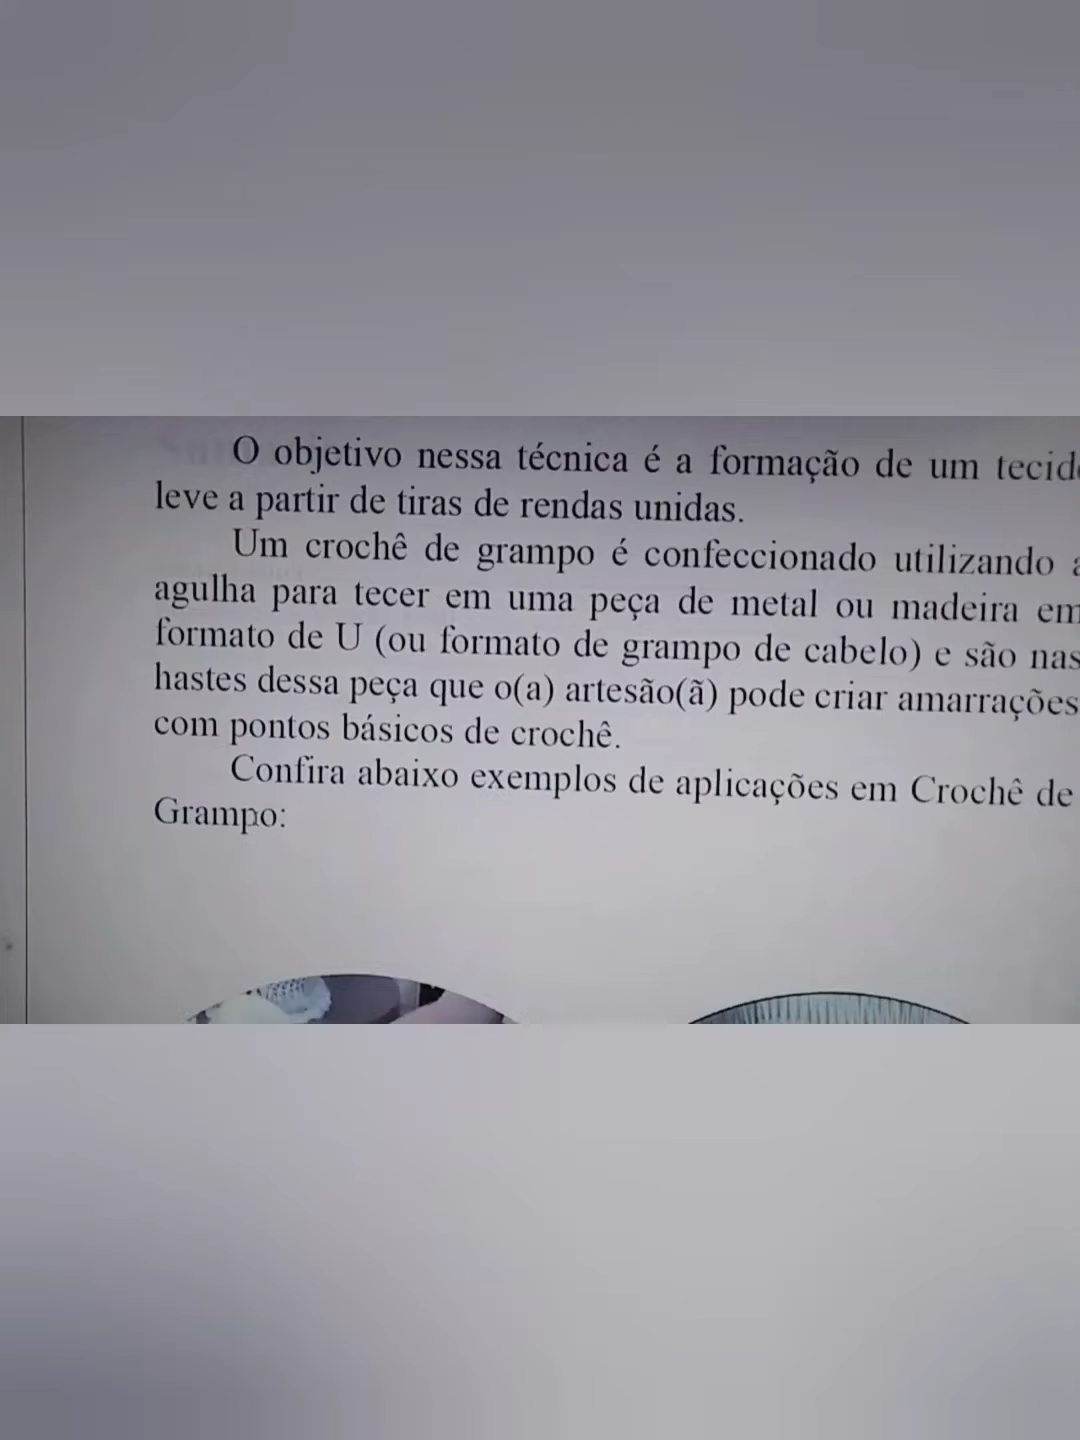 O objetivo nessa técnica é a formação de um tecid
leve a partir de tiras de rendas unidas.
Um crochê de grampo é confeccionado utilizando a
agulha para tecer em uma peça de metal ou madeira em
formato de U (ou formato de grampo de cabelo) e são nas
hastes dessa peça que o(a) artesão(ã) pode criar amarrações
com pontos básicos de crochê.
Confira abaixo exemplos de aplicações em Crochê de
Grampo: